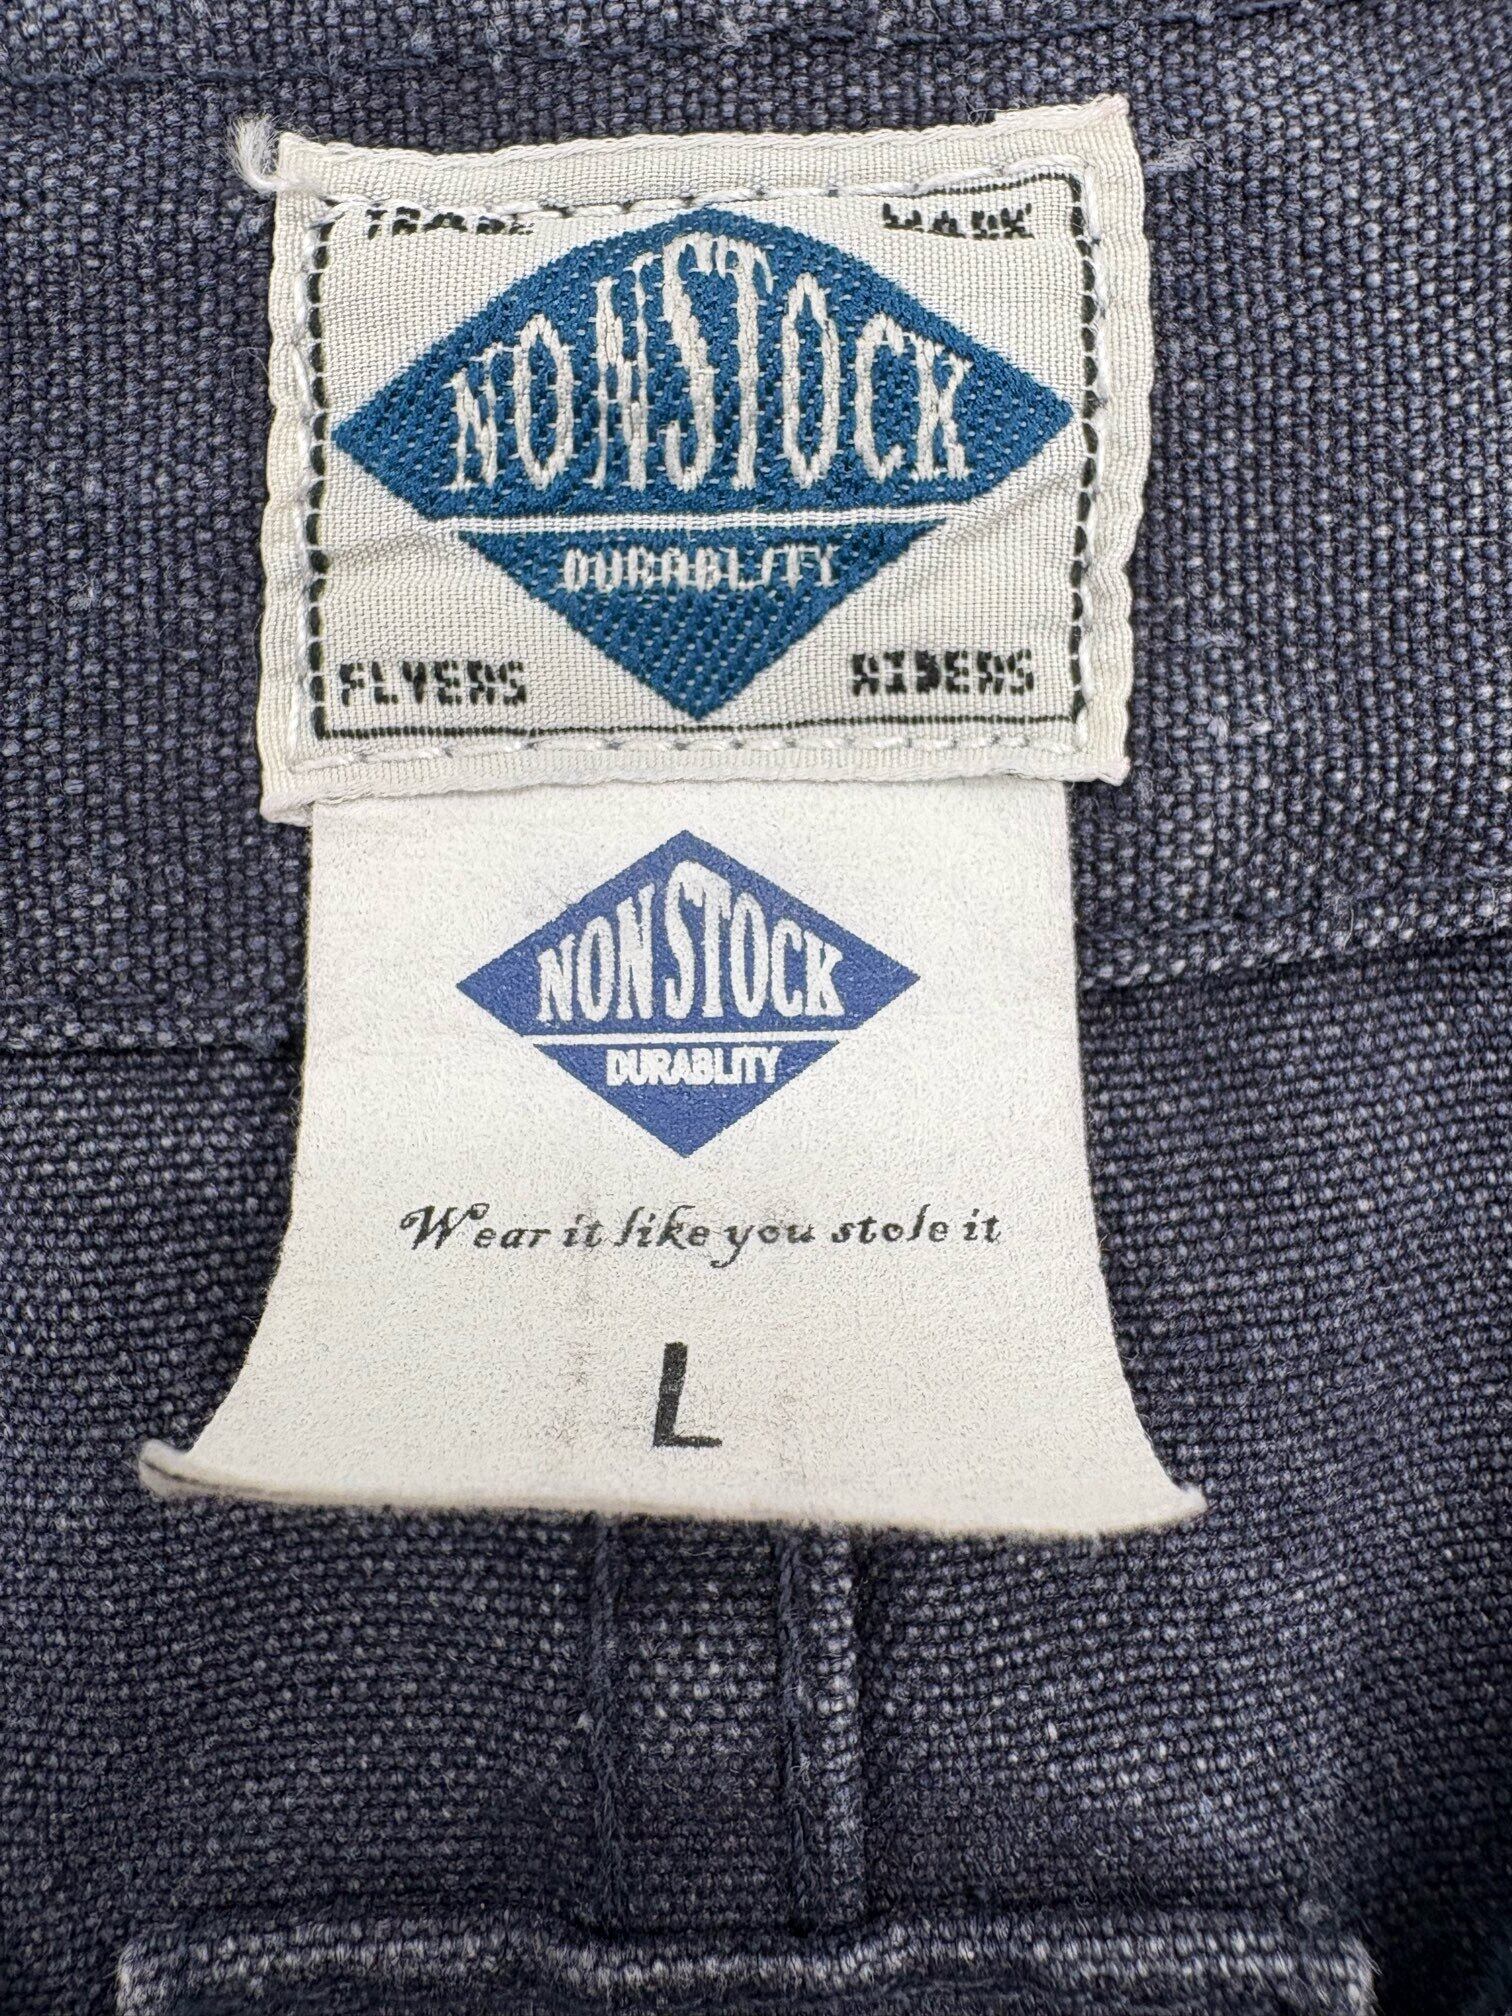 TRADE MARK
NONSTOCK
DURABLITY
FLYERS RIDERS
NONSTOCK
DURABLITY
Wear it like you stole it
L